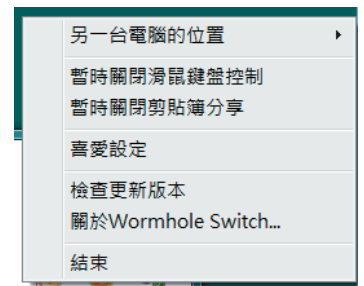 另一台電腦的位置
暫時關閉滑鼠鍵盤控制
暫時關閉剪貼簿分享
喜愛設定
檢查更新版本
關於Wormhole Switch...
結束